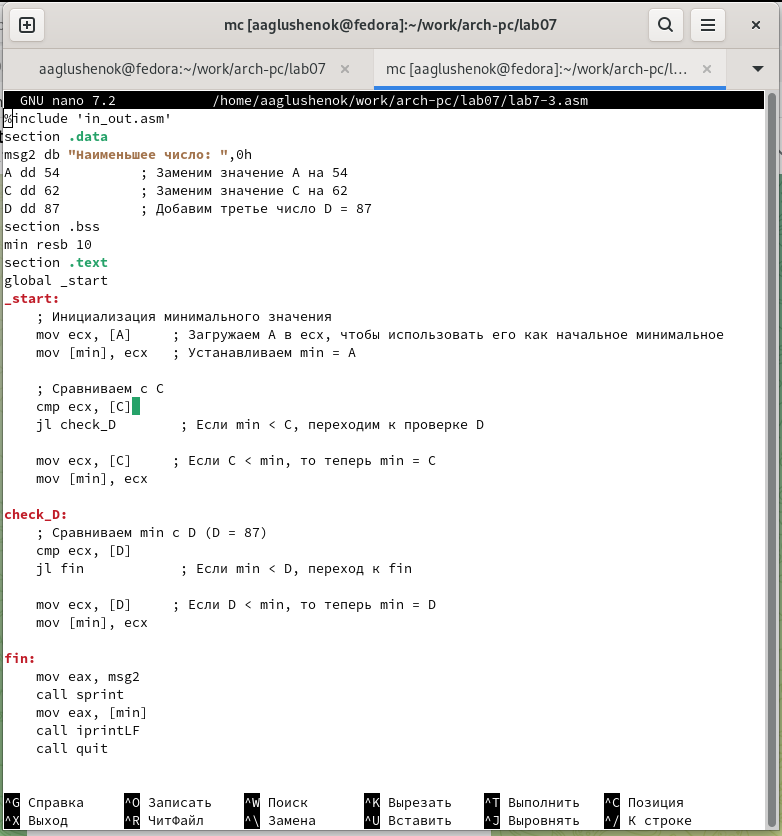 mc [aaglushenok@fedora]:~/work/arch-pc/lab07
aaglushenok@fedora:~/work/arch-pc/lab07
mc [aaglushenok@fedora]:~/work/arch-pc/l…
GNU nano 7.2 /home/aaglushenok/work/arch-pc/lab07/lab7-3.asm
%include 'in_out.asm'
section .data
msg2 db "Наименьшее число: ",0h
A dd 54 ; Заменим значение A на 54
C dd 62 ; Заменим значение C на 62
D dd 87 ; Добавим третье число D = 87
section .bss
min resb 10
section .text
global _start
_start:
; Инициализация минимального значения
mov ecx, [A] ; Загружаем A в ecx, чтобы использовать его как начальное минимальное
mov [min], ecx ; Устанавливаем min = A
; Сравниваем с C
cmp ecx, [C]
jl check_D ; Если min < C, переходим к проверке D
mov ecx, [C] ; Если C < min, то теперь min = C
mov [min], ecx
check_D:
; Сравниваем min с D (D = 87)
cmp ecx, [D]
jl fin ; Если min < D, переход к fin
mov ecx, [D] ; Если D < min, то теперь min = D
mov [min], ecx
fin:
mov eax, msg2
call sprint
mov eax, [min]
call iprintLF
call quit
^G Справка ^O Записать ^W Поиск ^K Вырезать ^T Выполнить ^C Позиция
^X Выход ^R ЧитФайл ^\ Замена ^U Вставить ^J Выровнять ^/ К строке